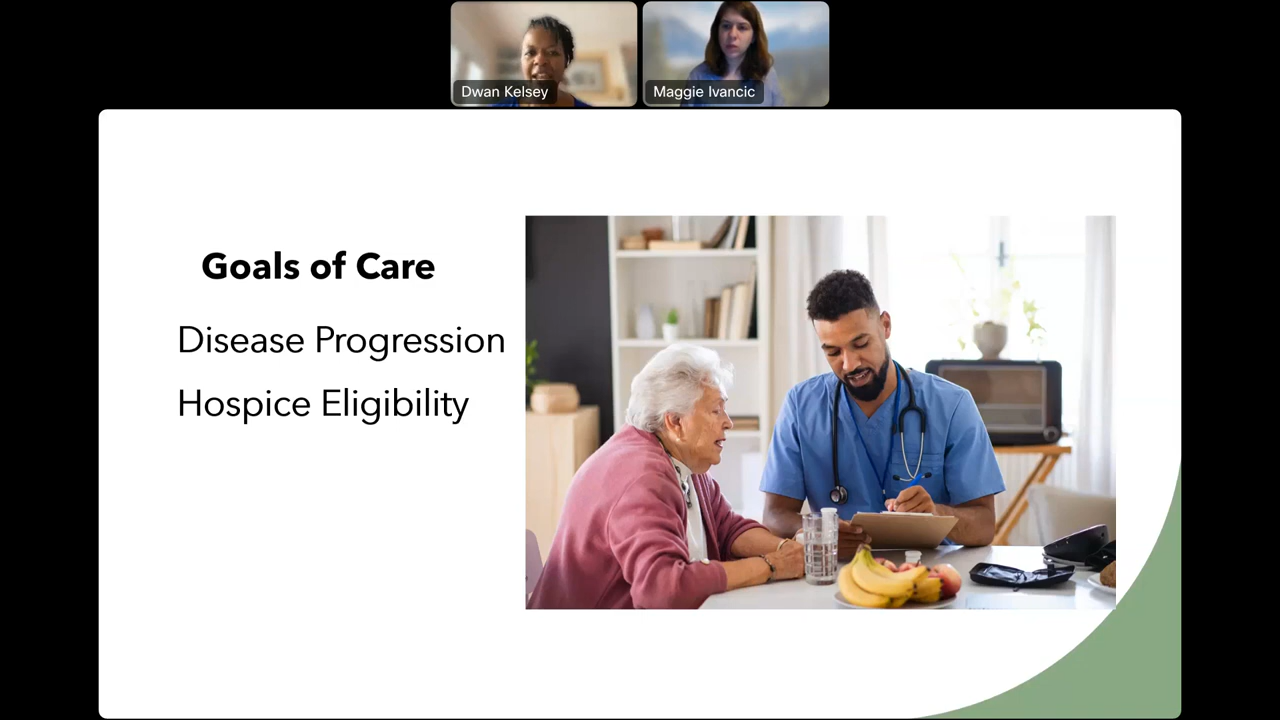 Dwan Kelsey
Maggie Ivancic
Goals of Care
Disease Progression
Hospice Eligibility